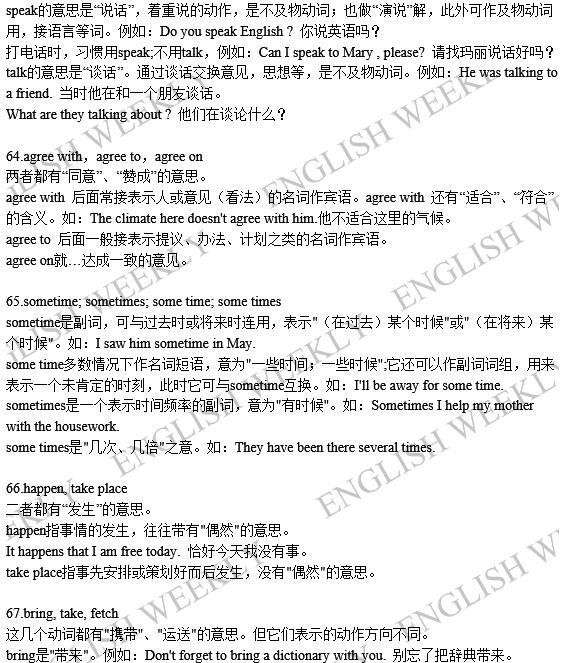 speak的意思是“说话”，着重说的动作，是不及物动词；也做“演说”解，此外可作及物动词
用，接语言等词。例如：Do you speak English ? 你说英语吗？
打电话时，习惯用speak;不用talk，例如：Can I speak to Mary , please? 请找玛丽说话好吗？
talk的意思是“谈话”。通过谈话交换意见，思想等，是不及物动词。例如：He was talking to
a friend. 当时他在和一个朋友谈话。
What are they talking about ? 他们在谈论什么？
64.agree with，agree to，agree on
两者都有“同意”、“赞成”的意思。
agree with 后面常接表示人或意见（看法）的名词作宾语。agree with 还有“适合”、“符合”
的含义。如：The climate here doesn't agree with him.他不适合这里的气候。
agree to 后面一般接表示提议、办法、计划之类的名词作宾语。
agree on就…达成一致的意见。
65.sometime; sometimes; some time; some times
sometime是副词，可与过去时或将来时连用，表示"（在过去）某个时候"或"（在将来）某
个时候"。如：I saw him sometime in May.
some time多数情况下作名词短语，意为"一些时间；一些时候";它还可以作副词词组，用来
表示一个未肯定的时刻，此时它可与sometime互换。如：I'll be away for some time.
sometimes是一个表示时间频率的副词，意为"有时候"。如：Sometimes I help my mother
with the housework.
some times是"几次、几倍"之意。如：They have been there several times.
66.happen, take place
二者都有“发生”的意思。
happen指事情的发生，往往带有"偶然"的意思。
It happens that I am free today. 恰好今天我没有事。
take place指事先安排或策划好而后发生，没有"偶然"的意思。
67.bring, take, fetch
这几个动词都有"携带"、"运送"的意思。但它们表示的动作方向不同。
bring是"带来"。例如：Don't forget to bring a dictionary with you. 别忘了把辞典带来。
ENGLISH WEEKLY
ENGLISH WEEKLY
ENGLISH WEEKLY
ENGLISH WEEKLY